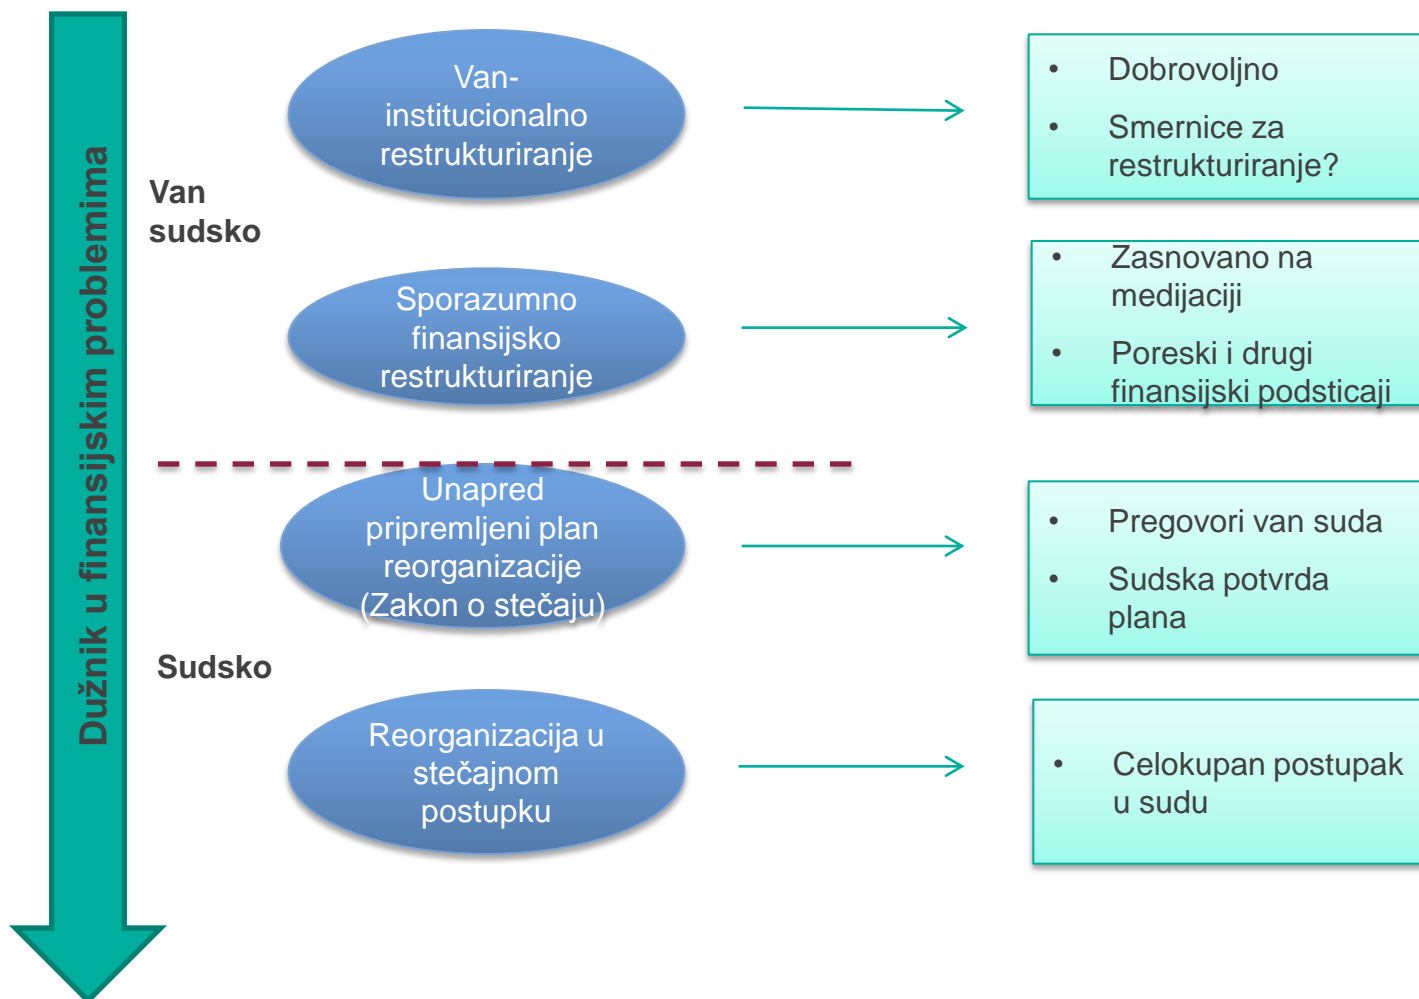 Dužnik u finansijskim problemima
Van
sudsko
Van-
institucionalno
restrukturiranje
• Dobrovoljno
• Smernice za
restrukturiranje?
Sporazumno
finansijsko
restrukturiranje
• Zasnovano na
medijaciji
• Poreski i drugi
finansijski podsticaji
Unapred
pripremljeni plan
reorganizacije
(Zakon o stečaju)
• Pregovori van suda
• Sudska potvrda
plana
Sudsko
Reorganizacija u
stečajnom
postupku
• Celokupan postupak
u sudu